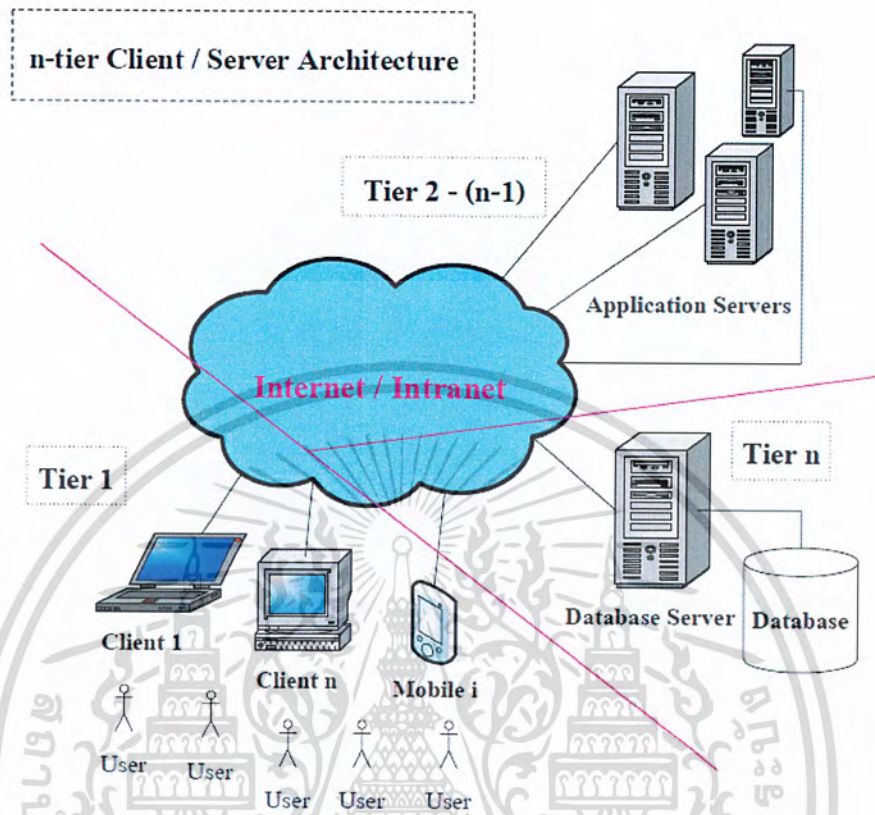 n-tier Client / Server Architecture
Tier 2 - (n-1)
Application Servers
Internet / Intranet
Tier 1
Tier n
Client 1
Client n
Mobile i
Database Server
Database
User
User
User
User
User